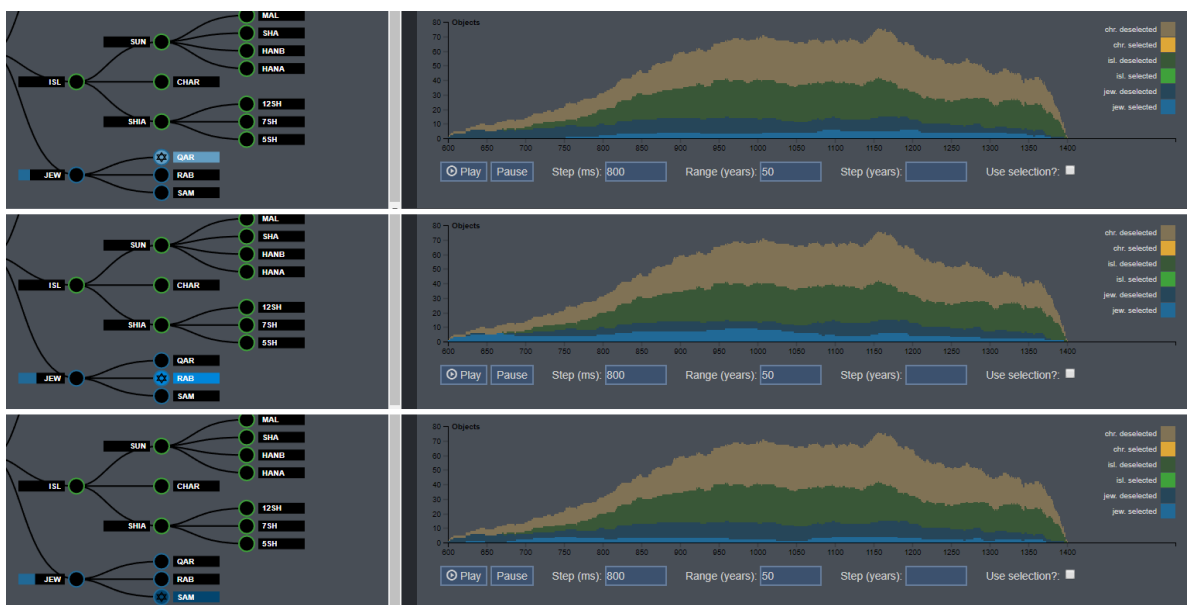 MAL
SHA
SUN
HANB
HANA
ISL
CHAR
12SH
SHIA
7SH
5SH
QAR
JEW
RAB
SAM
80
Objects
70
60
50
40
30
20
10
0
600 650 700 750 800 850 900 950 1000 1050 1100 1150 1200 1250 1300 1350 1400
chr. deselected
chr. selected
isl. deselected
isl. selected
jew. deselected
jew. selected
Play Pause Step (ms): 800 Range (years): 50 Step (years): Use selection?:
MAL
SHA
SUN
HANB
HANA
ISL
CHAR
12SH
SHIA
7SH
5SH
QAR
JEW
RAB
SAM
80
Objects
70
60
50
40
30
20
10
0
600 650 700 750 800 850 900 950 1000 1050 1100 1150 1200 1250 1300 1350 1400
chr. deselected
chr. selected
isl. deselected
isl. selected
jew. deselected
jew. selected
Play Pause Step (ms): 800 Range (years): 50 Step (years): Use selection?:
MAL
SHA
SUN
HANB
HANA
ISL
CHAR
12SH
SHIA
7SH
5SH
QAR
JEW
RAB
SAM
80
Objects
70
60
50
40
30
20
10
0
600 650 700 750 800 850 900 950 1000 1050 1100 1150 1200 1250 1300 1350 1400
chr. deselected
chr. selected
isl. deselected
isl. selected
jew. deselected
jew. selected
Play Pause Step (ms): 800 Range (years): 50 Step (years): Use selection?: